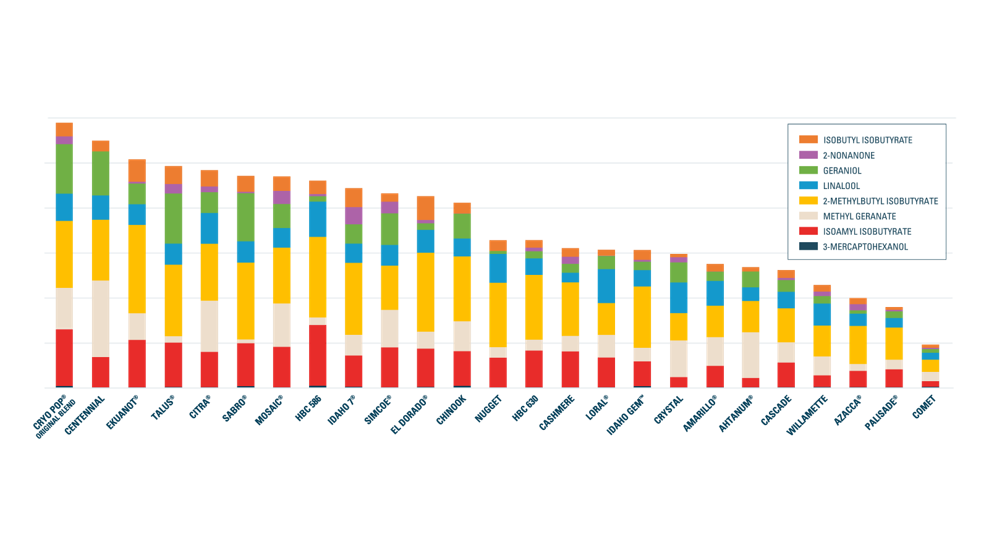 ISOBUTYL ISOBUTYRATE
2-NONANONE
GERANIOL
LINALOOL
2-METHYLBUTYL ISOBUTYRATE
METHYL GERANATE
ISOAMYL ISOBUTYRATE
3-MERCAPTOHEXANOL
CRYO POP®
ORIGINAL BLEND
CENTENNIAL
EKUANOT®
TALUS®
CITRA®
SABRO®
MOSAIC®
HBC 586
IDAHO 7®
SIMCOE®
EL DORADO®
CHINOOK
NUGGET
HBC 630
CASHMERE
LORAL®
IDAHO GEM™
CRYSTAL
AMARILLO®
AHTANUM®
CASCADE
WILLAMETTE
AZACCA®
PALISADE®
COMET